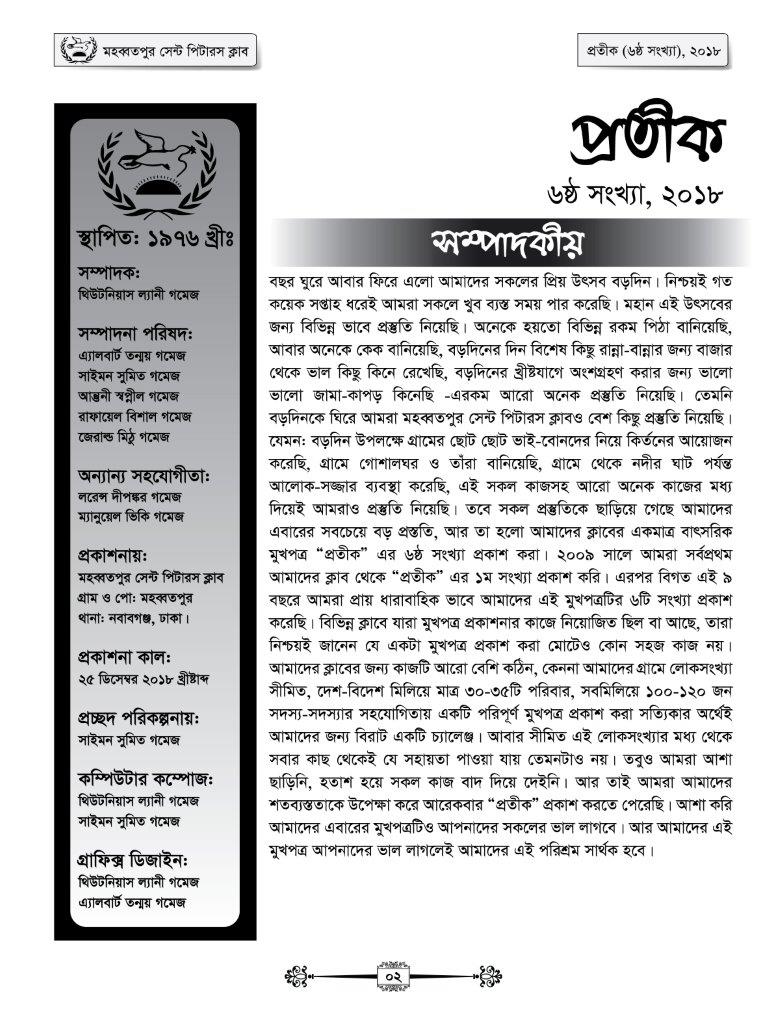 মহব্বতপুর সেন্ট পিটারস ক্লাব
প্রতীক (৬ষ্ঠ সংখ্যা), ২০১৮
স্থাপিত: ১৯৭৬ খ্রীঃ
সম্পাদক:
থিউটনিয়াস ল্যানী গমেজ
সম্পাদনা পরিষদ:
এ্যালবার্ট তন্ময় গমেজ
সাইমন সুমিত গমেজ
আন্তনী স্বপ্নীল গমেজ
রাফায়েল বিশাল গমেজ
জেরাল্ড মিঠু গমেজ
অন্যান্য সহযোগীতা:
লরেন্স দীপঙ্কর গমেজ
ম্যানুয়েল ভিকি গমেজ
প্রকাশনায়:
মহব্বতপুর সেন্ট পিটারস ক্লাব
গ্রাম ও পো: মহব্বতপুর
থানা: নবাবগঞ্জ, ঢাকা।
প্রকাশনা কাল:
২৫ ডিসেম্বর ২০১৮ খ্রীষ্টাব্দ
প্রচ্ছদ পরিকল্পনায়:
সাইমন সুমিত গমেজ
কম্পিউটার কম্পোজ:
থিউটনিয়াস ল্যানী গমেজ
সাইমন সুমিত গমেজ
গ্রাফিক্স ডিজাইন:
থিউটনিয়াস ল্যানী গমেজ
এ্যালবার্ট তন্ময় গমেজ
প্রতীক
৬ষ্ঠ সংখ্যা, ২০১৮
সম্পাদকীয়
বছর ঘুরে আবার ফিরে এলো আমাদের সকলের প্রিয় উৎসব বড়দিন। নিশ্চয়ই গত
কয়েক সপ্তাহ ধরেই আমরা সকলে খুব ব্যস্ত সময় পার করেছি। মহান এই উৎসবের
জন্য বিভিন্ন ভাবে প্রস্তুতি নিয়েছি। অনেকে হয়তো বিভিন্ন রকম পিঠা বানিয়েছি,
আবার অনেকে কেক বানিয়েছি, বড়দিনের দিন বিশেষ কিছু রান্না-বান্নার জন্য বাজার
থেকে ভাল কিছু কিনে রেখেছি, বড়দিনের খ্রীষ্টযাগে অংশগ্রহণ করার জন্য ভালো
ভালো জামা-কাপড় কিনেছি -এরকম আরো অনেক প্রস্তুতি নিয়েছি। তেমনি
বড়দিনকে ঘিরে আমরা মহব্বতপুর সেন্ট পিটারস ক্লাবও বেশ কিছু প্রস্তুতি নিয়েছি।
যেমন: বড়দিন উপলক্ষে গ্রামের ছোট ছোট ভাই-বোনদের নিয়ে কির্তনের আয়োজন
করেছি, গ্রামে গোশালঘর ও তাঁরা বানিয়েছি, গ্রামে থেকে নদীর ঘাট পর্যন্ত
আলোক-সজ্জার ব্যবস্থা করেছি, এই সকল কাজসহ আরো অনেক কাজের মধ্য
দিয়েই আমরাও প্রস্তুতি নিয়েছি। তবে সকল প্রস্তুতিকে ছাড়িয়ে গেছে আমাদের
এবারের সবচেয়ে বড় প্রস্ততি, আর তা হলো আমাদের ক্লাবের একমাত্র বাৎসরিক
মুখপত্র “প্রতীক” এর ৬ষ্ঠ সংখ্যা প্রকাশ করা। ২০০৯ সালে আমরা সর্বপ্রথম
আমাদের ক্লাব থেকে “প্রতীক” এর ১ম সংখ্যা প্রকাশ করি। এরপর বিগত এই ৯
বছরে আমরা প্রায় ধারাবাহিক ভাবে আমাদের এই মুখপত্রটির ৬টি সংখ্যা প্রকাশ
করেছি। বিভিন্ন ক্লাবে যারা মুখপত্র প্রকাশনার কাজে নিয়োজিত ছিল বা আছে, তারা
নিশ্চয়ই জানেন যে একটা মুখপত্র প্রকাশ করা মোটেও কোন সহজ কাজ নয়।
আমাদের ক্লাবের জন্য কাজটি আরো বেশি কঠিন, কেননা আমাদের গ্রামে লোকসংখ্যা
সীমিত, দেশ-বিদেশ মিলিয়ে মাত্র ৩০-৩৫টি পরিবার, সবমিলিয়ে ১০০-১২০ জন
সদস্য-সদস্যার সহযোগিতায় একটি পরিপূর্ণ মুখপত্র প্রকাশ করা সত্যিকার অর্থেই
আমাদের জন্য বিরাট একটি চ্যালেঞ্জ। আবার সীমিত এই লোকসংখ্যার মধ্য থেকে
সবার কাছ থেকেই যে সহায়তা পাওয়া যায় তেমনটাও নয়। তবুও আমরা আশা
ছাড়িনি, হতাশ হয়ে সকল কাজ বাদ দিয়ে দেইনি। আর তাই আমরা আমাদের
শতব্যস্ততাকে উপেক্ষা করে আরেকবার “প্রতীক” প্রকাশ করতে পেরেছি। আশা করি
আমাদের এবারের মুখপত্রটিও আপনাদের সকলের ভাল লাগবে। আর আমাদের এই
মুখপত্র আপনাদের ভাল লাগলেই আমাদের এই পরিশ্রম সার্থক হবে।
০২